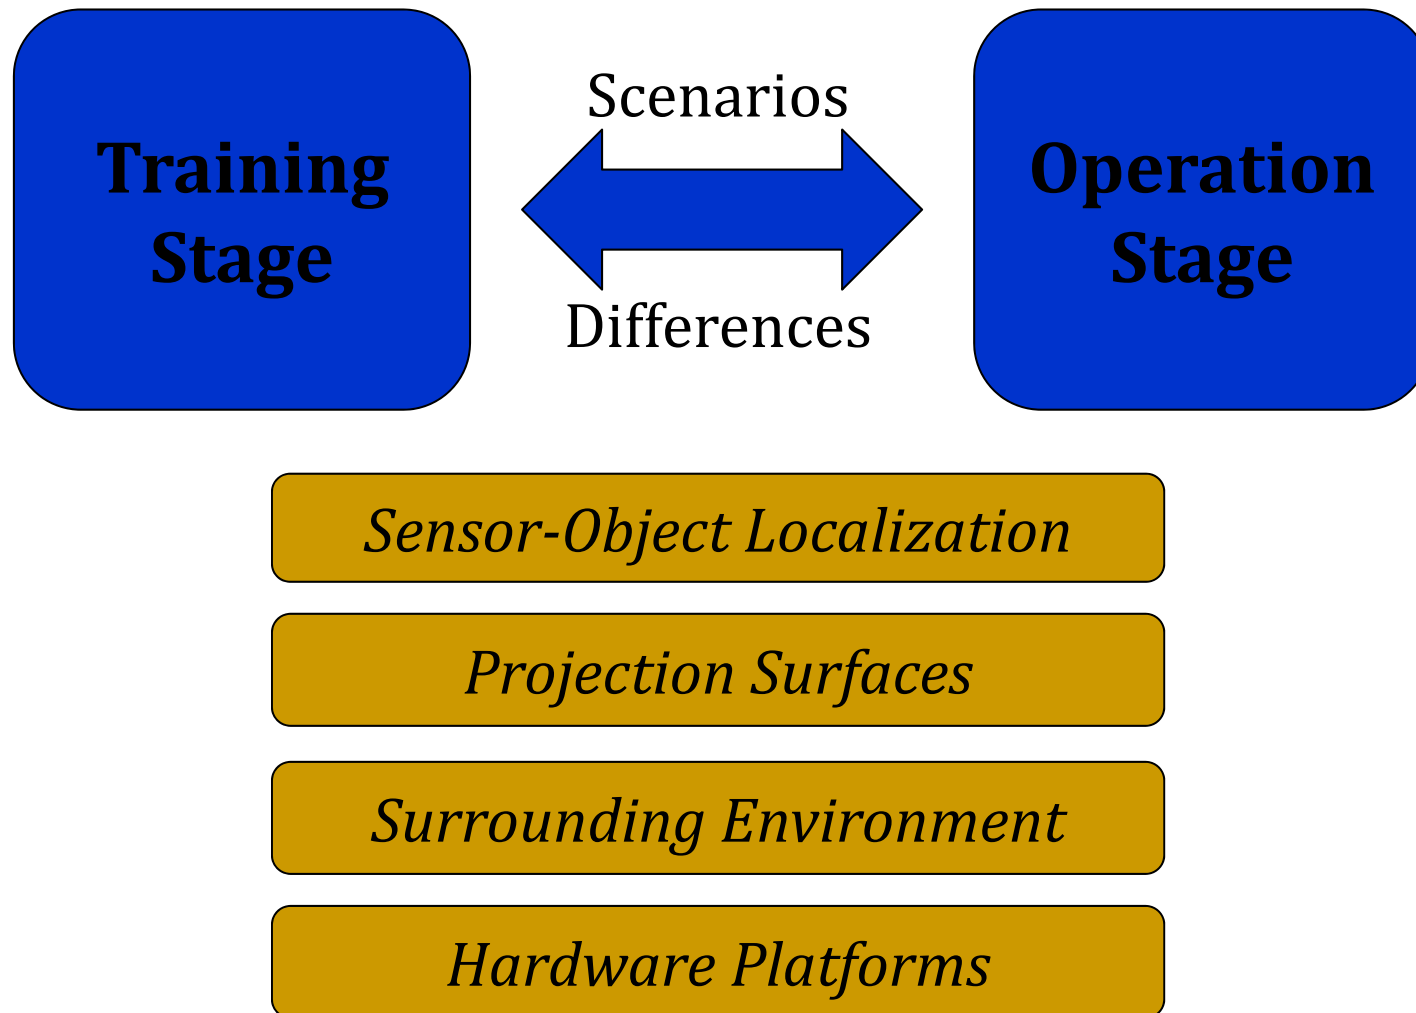 Training
Stage
Scenarios
Differences
Operation
Stage
Sensor-Object Localization
Projection Surfaces
Surrounding Environment
Hardware Platforms